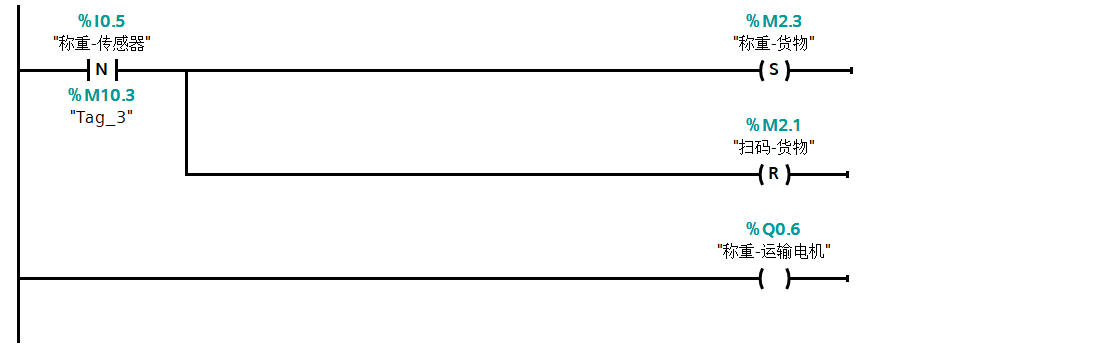 %I0.5
"称重-传感器"
N
%M10.3
"Tag_3"
%M2.3
"称重-货物"
S
%M2.1
"扫码-货物"
R
%Q0.6
"称重-运输电机"